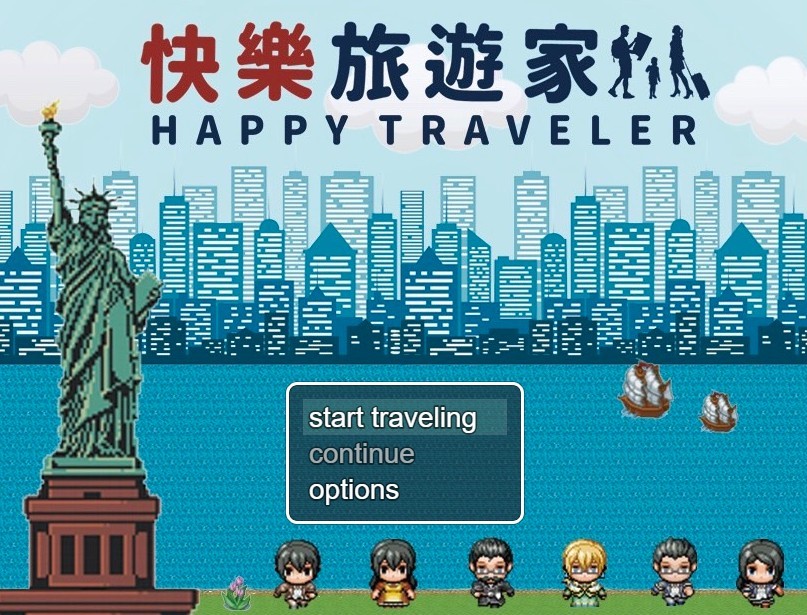 快樂旅遊家
HAPPY TRAVELER
start traveling
continue
options